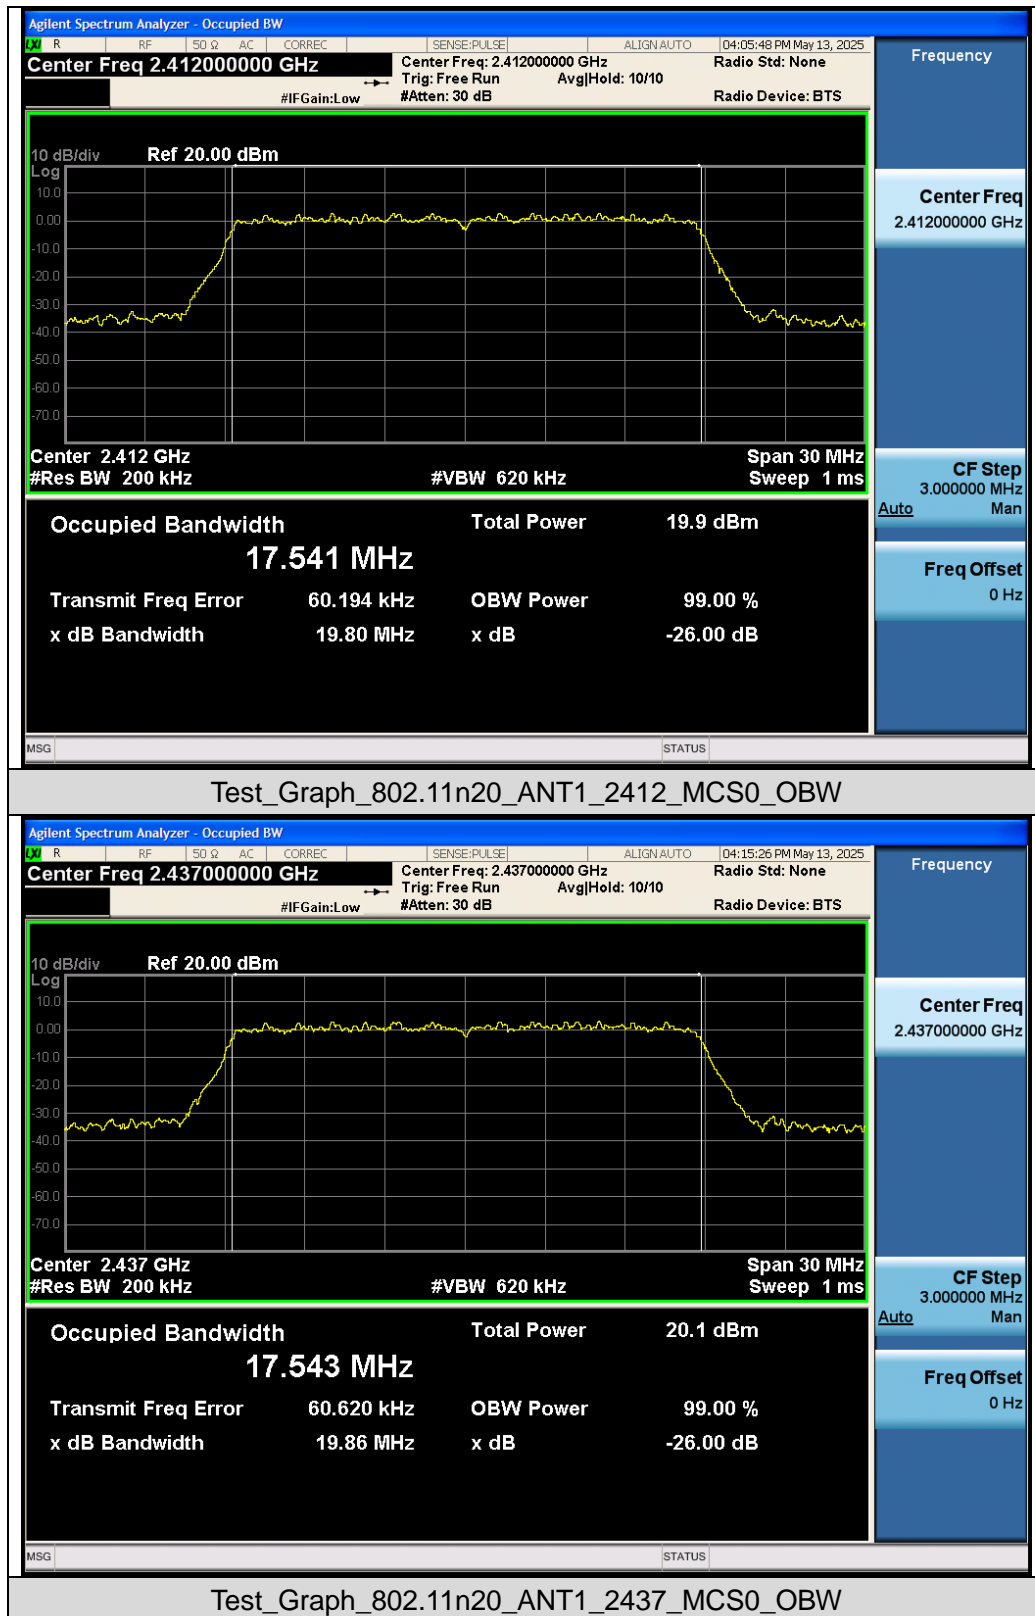 Agilent Spectrum Analyzer - Occupied BW
LXI R RF 50 Ω AC CORREC SENSE:PULSE ALIGN AUTO 04:05:48 PM May 13, 2025
Center Freq 2.412000000 GHz
Center Freq: 2.412000000 GHz
Radio Std: None
Trig: Free Run Avg|Hold: 10/10
#IFGain:Low #Atten: 30 dB Radio Device: BTS
Frequency
10 dB/div Ref 20.00 dBm
Log
10.0
0.00
-10.0
-20.0
-30.0
-40.0
-50.0
-60.0
-70.0
Center 2.412 GHz Span 30 MHz
#Res BW 200 kHz #VBW 620 kHz Sweep 1 ms
Center Freq
2.412000000 GHz
CF Step
3.000000 MHz
Auto Man
Freq Offset
0 Hz
Occupied Bandwidth Total Power 19.9 dBm
17.541 MHz
Transmit Freq Error 60.194 kHz OBW Power 99.00 %
x dB Bandwidth 19.80 MHz x dB -26.00 dB
MSG STATUS
Test_Graph_802.11n20_ANT1_2412_MCS0_OBW
Agilent Spectrum Analyzer - Occupied BW
LXI R RF 50 Ω AC CORREC SENSE:PULSE ALIGN AUTO 04:15:26 PM May 13, 2025
Center Freq 2.437000000 GHz
Center Freq: 2.437000000 GHz
Radio Std: None
Trig: Free Run Avg|Hold: 10/10
#IFGain:Low #Atten: 30 dB Radio Device: BTS
Frequency
10 dB/div Ref 20.00 dBm
Log
10.0
0.00
-10.0
-20.0
-30.0
-40.0
-50.0
-60.0
-70.0
Center 2.437 GHz Span 30 MHz
#Res BW 200 kHz #VBW 620 kHz Sweep 1 ms
Center Freq
2.437000000 GHz
CF Step
3.000000 MHz
Auto Man
Freq Offset
0 Hz
Occupied Bandwidth Total Power 20.1 dBm
17.543 MHz
Transmit Freq Error 60.620 kHz OBW Power 99.00 %
x dB Bandwidth 19.86 MHz x dB -26.00 dB
MSG STATUS
Test_Graph_802.11n20_ANT1_2437_MCS0_OBW